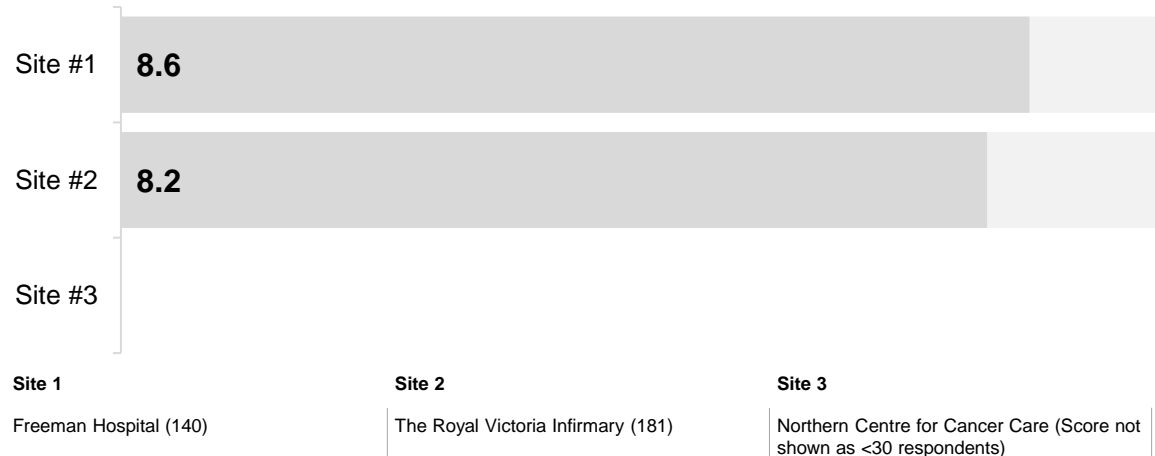 Site #1
8.6
Site #2
8.2
Site #3
Site 1
Site 2
Site 3
Freeman Hospital (140)
The Royal Victoria Infirmary (181)
Northern Centre for Cancer Care (Score not
shown as <30 respondents)